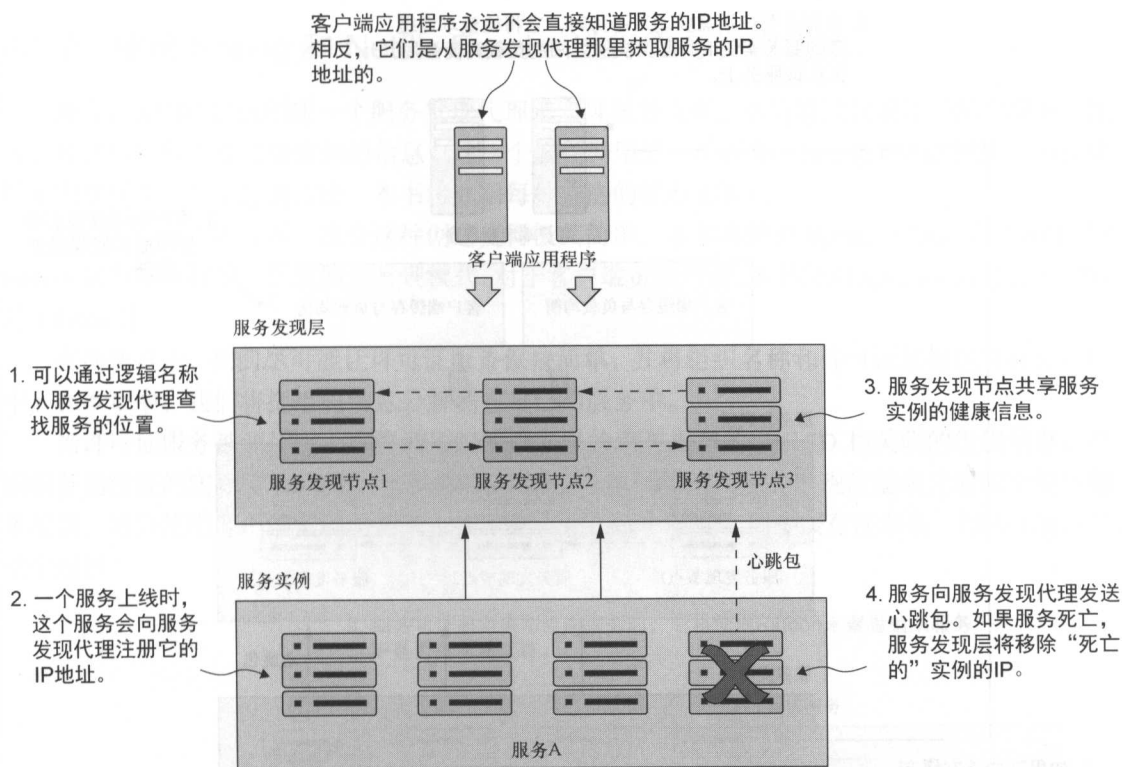 客户端应用程序永远不会直接知道服务的IP地址。
相反，它们是从服务发现代理那里获取服务的IP
地址的。
客户端应用程序
服务发现层
1. 可以通过逻辑名称
从服务发现代理查
找服务的位置。
服务发现节点1
服务发现节点2
服务发现节点3
3. 服务发现节点共享服务
实例的健康信息。
心跳包
服务实例
2. 一个服务上线时，
这个服务会向服务
发现代理注册它的
IP地址。
4. 服务向服务发现代理发送
心跳包。如果服务死亡，
服务发现层将移除“死亡
的”实例的IP。
服务A